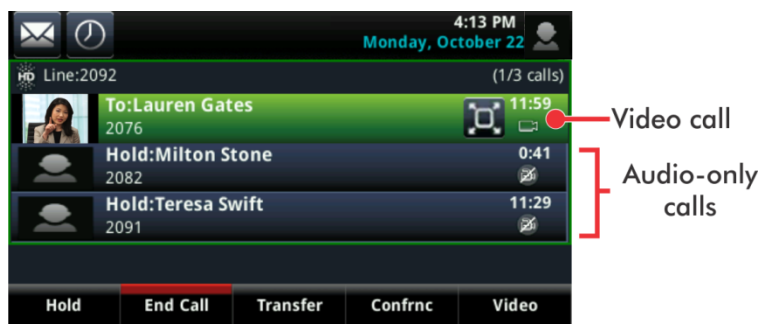 4:13 PM
Monday, October 22
HD Line:2092 (1/3 calls)
To:Lauren Gates 11:59
2076
Video call
Hold:Milton Stone 0:41
2082
Audio-only
calls
Hold:Teresa Swift 11:29
2091
Hold End Call Transfer Confrnc Video